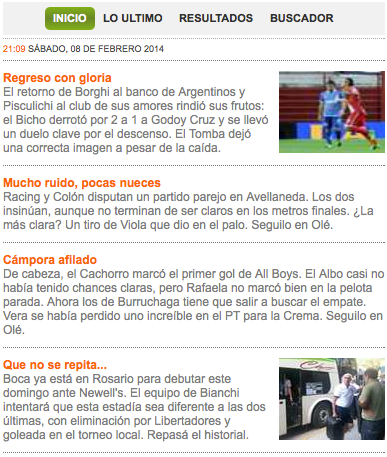 INICIO LO ULTIMO RESULTADOS BUSCADOR
21:09 SÁBADO, 08 DE FEBRERO 2014
Regreso con gloria
El retorno de Borghi al banco de Argentinos y
Pisculichi al club de sus amores rindió sus frutos:
el Bicho derrotó por 2 a 1 a Godoy Cruz y se llevó
un duelo clave por el descenso. El Tomba dejó
una correcta imagen a pesar de la caída.
Mucho ruido, pocas nueces
Racing y Colón disputan un partido parejo en Avellaneda. Los dos
insinúan, aunque no terminan de ser claros en los metros finales. ¿La
más clara? Un tiro de Viola que dio en el palo. Seguilo en Olé.
Cámpora afilado
De cabeza, el Cachorro marcó el primer gol de All Boys. El Albo casi no
había tenido chances claras, pero Rafaela no marcó bien en la pelota
parada. Ahora los de Burruchaga tiene que salir a buscar el empate.
Vera se había perdido uno increíble en el PT para la Crema. Seguilo en
Olé.
Que no se repita...
Boca ya está en Rosario para debutar este
domingo ante Newell's. El equipo de Bianchi
intentará que esta estadía sea diferente a las dos
últimas, con eliminación por Libertadores y
goleada en el torneo local. Repasá el historial.